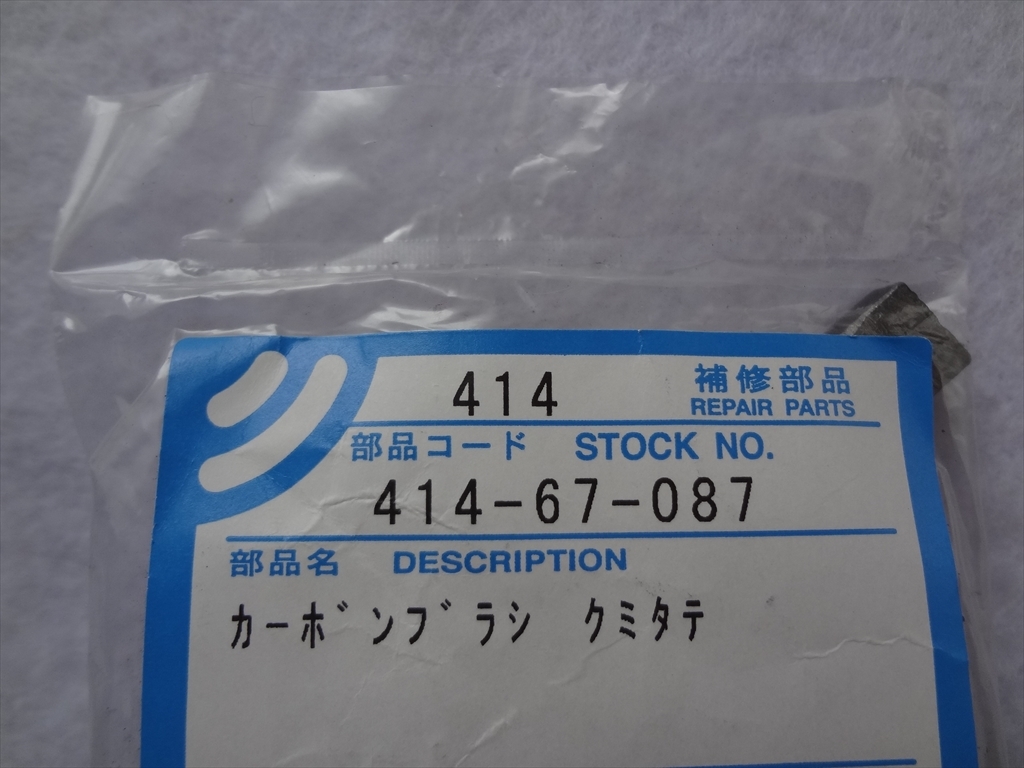 414 補修部品
REPAIR PARTS
部品コード STOCK NO.
414-67-087
部品名 DESCRIPTION
ｶｰﾎﾞﾝﾌﾞﾗｼ ｸﾐﾀﾃ